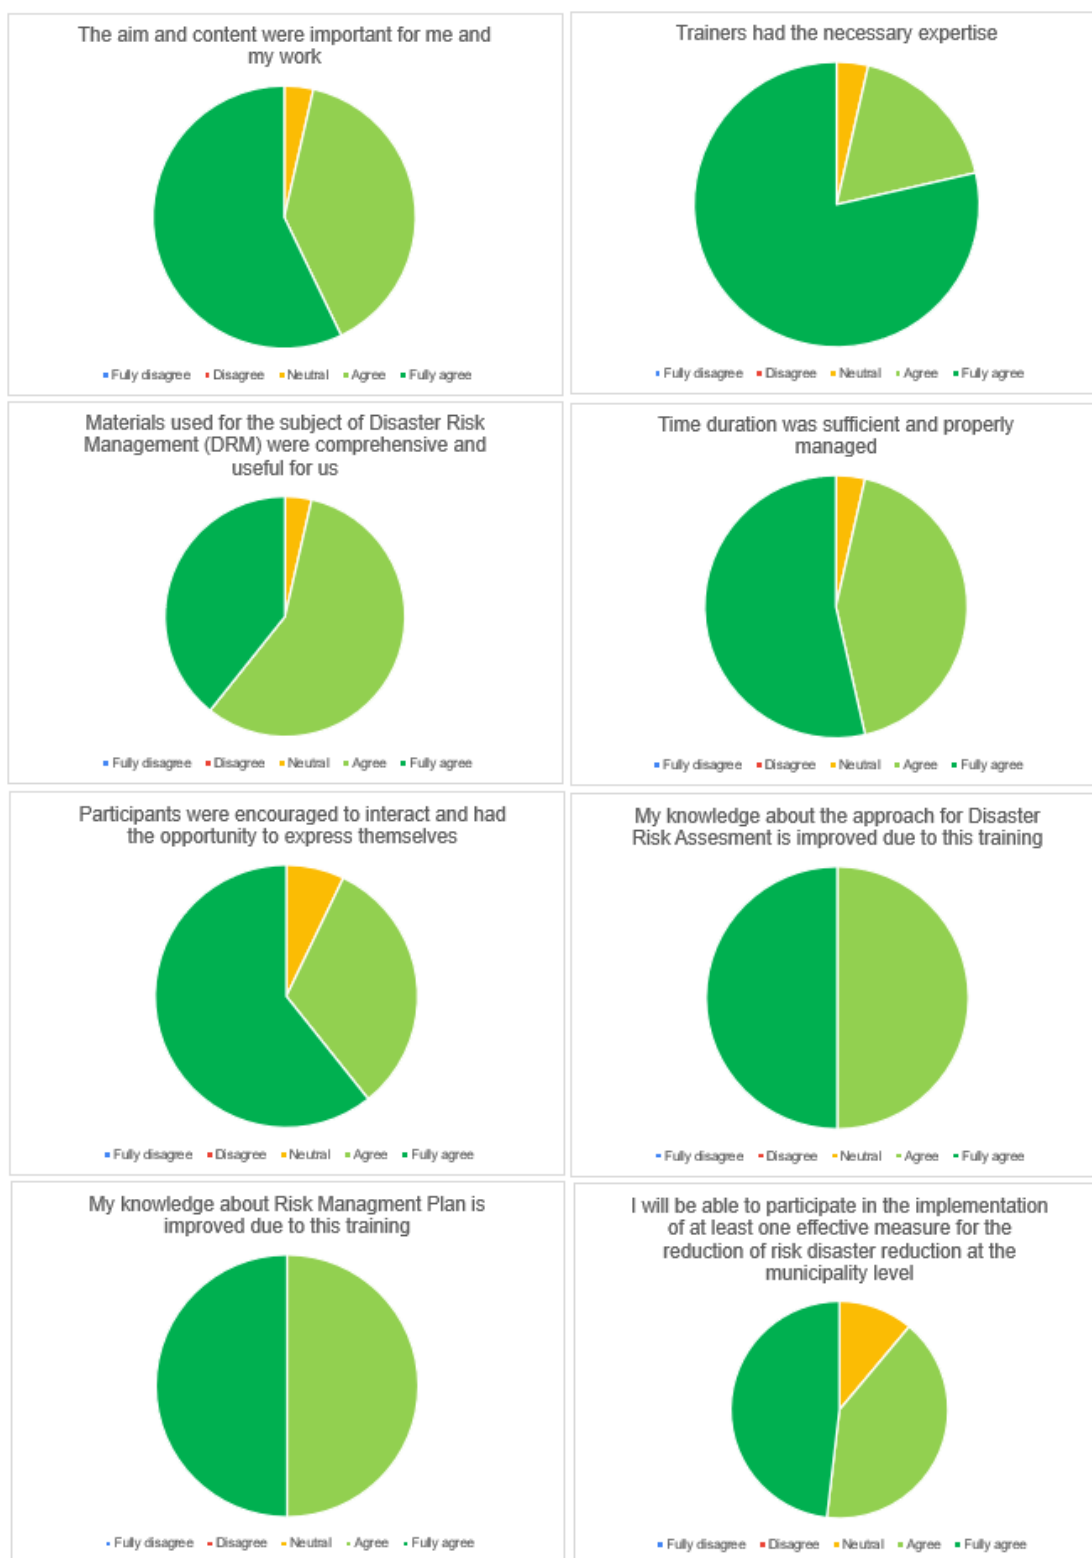 The aim and content were important for me and
my work
Fully disagree Disagree Neutral Agree Fully agree
Trainers had the necessary expertise
Fully disagree Disagree Neutral Agree Fully agree
Materials used for the subject of Disaster Risk
Management (DRM) were comprehensive and
useful for us
Fully disagree Disagree Neutral Agree Fully agree
Time duration was sufficient and properly
managed
Fully disagree Disagree Neutral Agree Fully agree
Participants were encouraged to interact and had
the opportunity to express themselves
Fully disagree Disagree Neutral Agree Fully agree
My knowledge about the approach for Disaster
Risk Assesment is improved due to this training
Fully disagree Disagree Neutral Agree Fully agree
My knowledge about Risk Managment Plan is
improved due to this training
Fully disagree Disagree Neutral Agree Fully agree
I will be able to participate in the implementation
of at least one effective measure for the
reduction of risk disaster reduction at the
municipality level
Fully disagree Disagree Neutral Agree Fully agree